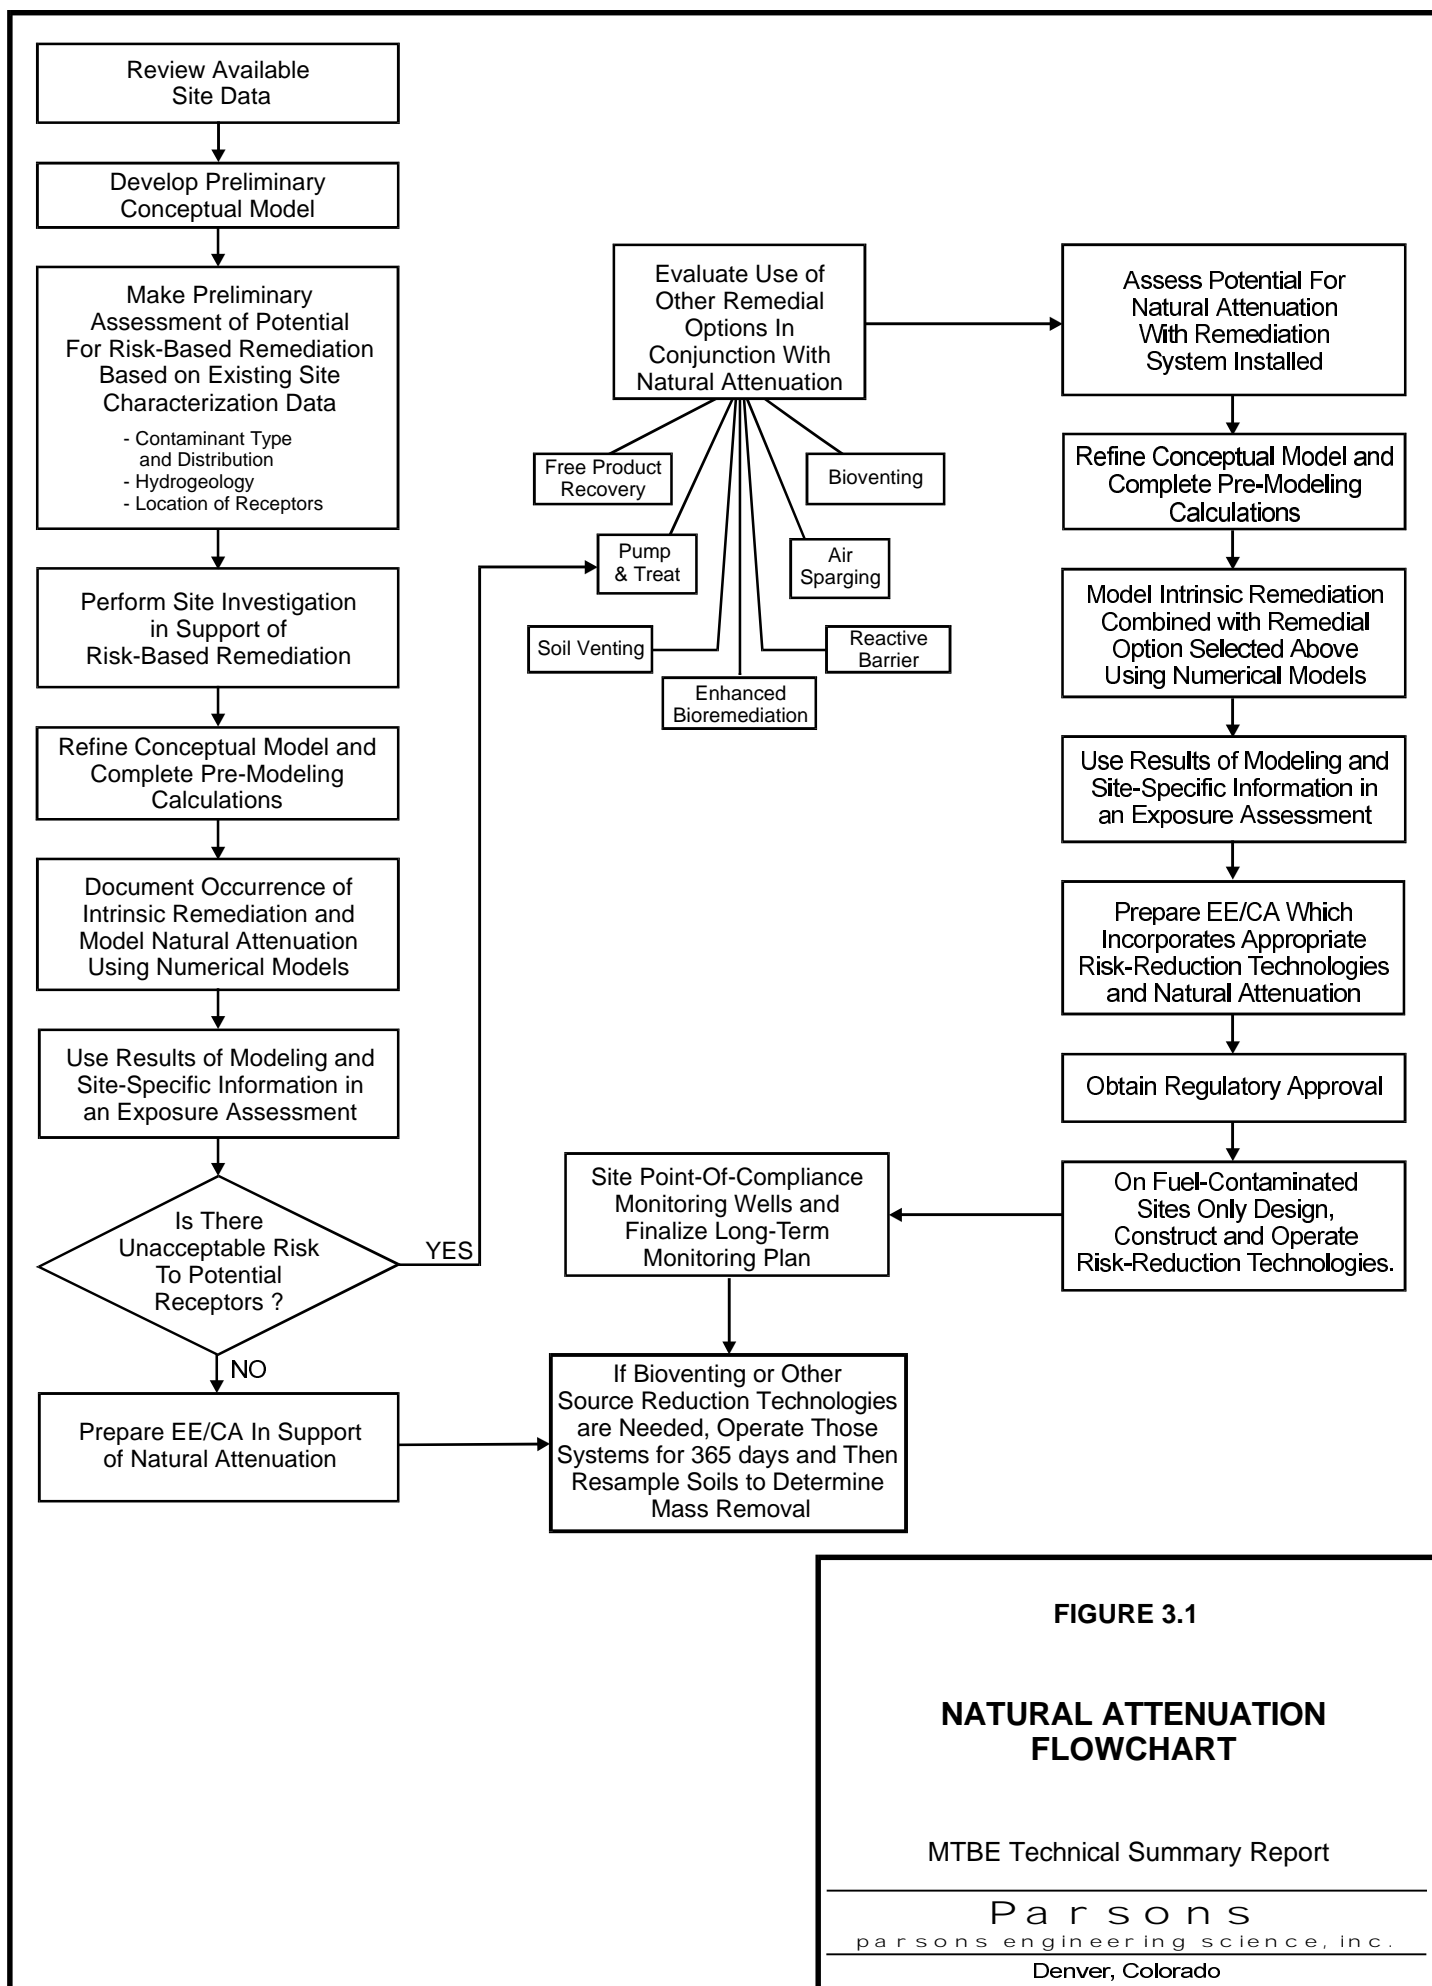 Review Available
Site Data
Develop Preliminary
Conceptual Model
Make Preliminary
Assessment of Potential
For Risk-Based Remediation
Based on Existing Site
Characterization Data
- Contaminant Type
and Distribution
- Hydrogeology
- Location of Receptors
Perform Site Investigation
in Support of
Risk-Based Remediation
Refine Conceptual Model and
Complete Pre-Modeling
Calculations
Document Occurrence of
Intrinsic Remediation and
Model Natural Attenuation
Using Numerical Models
Use Results of Modeling and
Site-Specific Information in
an Exposure Assessment
Is There
Unacceptable Risk
To Potential
Receptors ?
YES
NO
Prepare EE/CA In Support
of Natural Attenuation
Evaluate Use of
Other Remedial
Options In
Conjunction With
Natural Attenuation
Free Product
Recovery
Bioventing
Pump
& Treat
Air
Sparging
Soil Venting
Reactive
Barrier
Enhanced
Bioremediation
Assess Potential For
Natural Attenuation
With Remediation
System Installed
Refine Conceptual Model and
Complete Pre-Modeling
Calculations
Model Intrinsic Remediation
Combined with Remedial
Option Selected Above
Using Numerical Models
Use Results of Modeling and
Site-Specific Information in
an Exposure Assessment
Prepare EE/CA Which
Incorporates Appropriate
Risk-Reduction Technologies
and Natural Attenuation
Obtain Regulatory Approval
On Fuel-Contaminated
Sites Only Design,
Construct and Operate
Risk-Reduction Technologies.
Site Point-Of-Compliance
Monitoring Wells and
Finalize Long-Term
Monitoring Plan
If Bioventing or Other
Source Reduction Technologies
are Needed, Operate Those
Systems for 365 days and Then
Resample Soils to Determine
Mass Removal
FIGURE 3.1
NATURAL ATTENUATION
FLOWCHART
MTBE Technical Summary Report
Parsons
parsons engineering science, inc.
Denver, Colorado